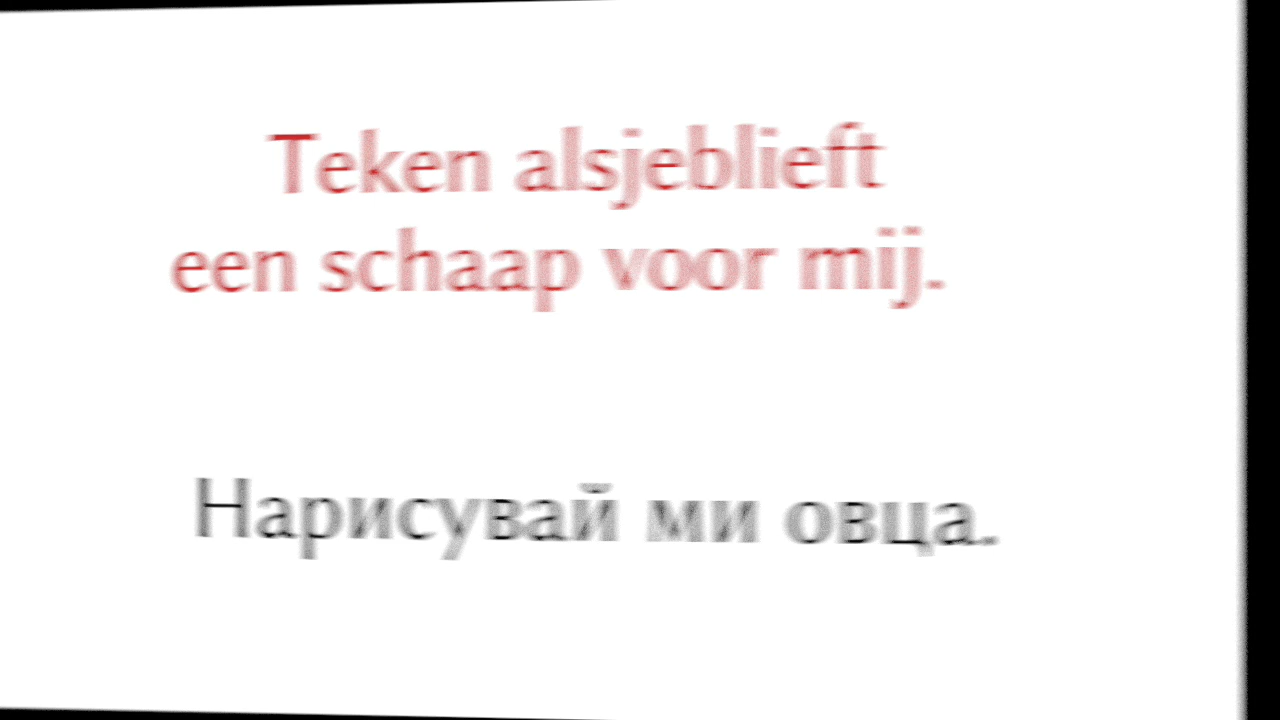 Teken alsjeblieft
een schaap voor mij.
Нарисувай ми овца.